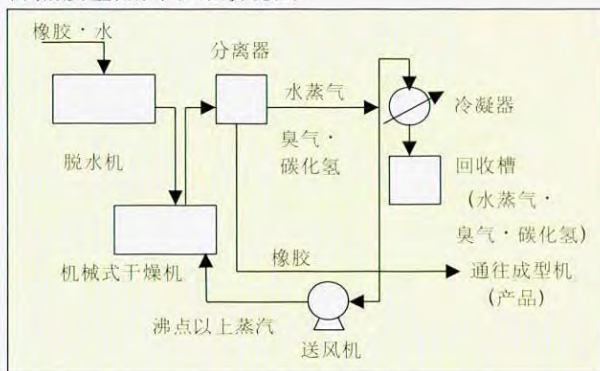 橡胶·水
分离器
水蒸气
臭气·
碳化氢
冷凝器
脱水机
回收槽
(水蒸气·
臭气·碳化氢)
机械式干燥机
橡胶
通往成型机
(产品)
沸点以上蒸汽
送风机